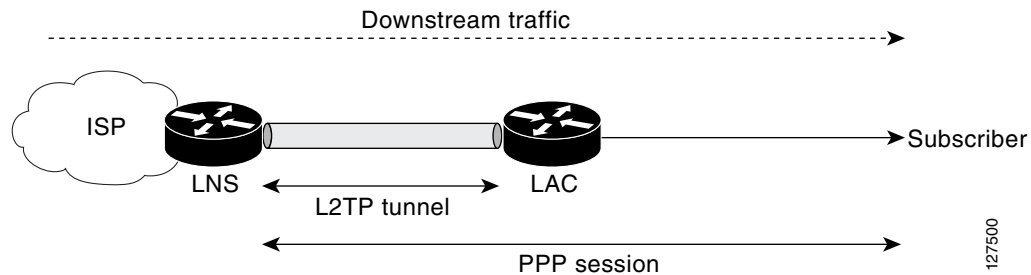 Downstream traffic
ISP
Subscriber
LNS
LAC
L2TP tunnel
PPP session
127500